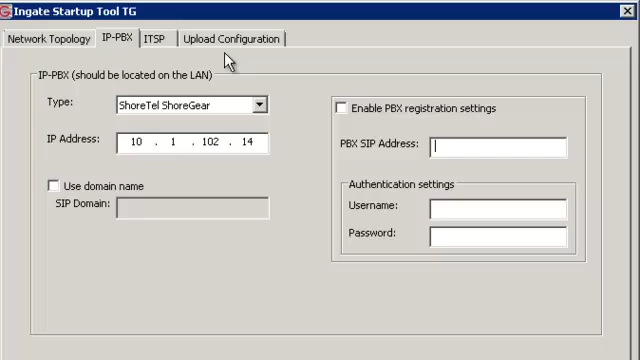 Ingate Startup Tool TG
Network Topology
IP-PBX
ITSP
Upload Configuration
IP-PBX (should be located on the LAN)
Type:
ShoreTel ShoreGear
IP Address:
10 . 1 . 102 . 14
Use domain name
SIP Domain:
Enable PBX registration settings
PBX SIP Address:
Authentication settings
Username:
Password: